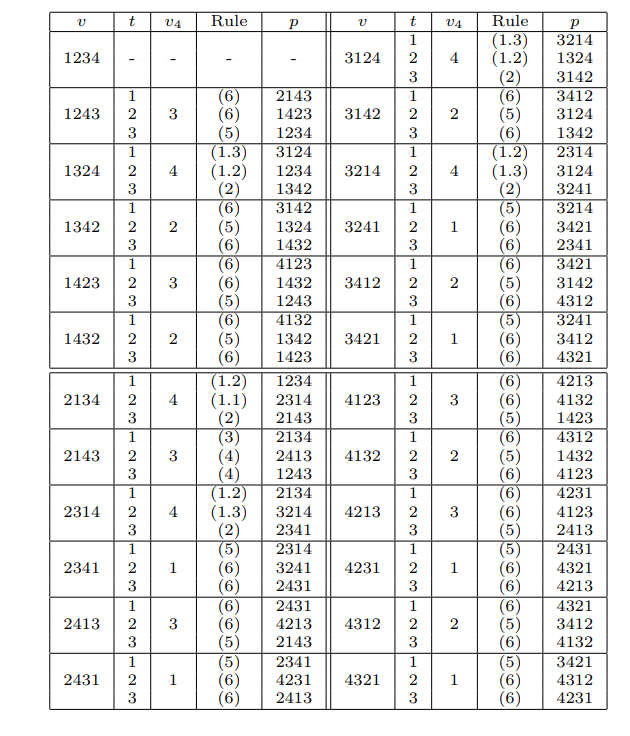 v t v4 Rule p v t v4 Rule p
1 (1.3) 3214
1234 - - - - 3124 2 4 (1.2) 1324
3 (2) 3142
1 (6) 2143 1 (6) 3412
1243 2 3 (6) 1423 3142 2 2 (5) 3124
3 (5) 1234 3 (6) 1342
1 (1.3) 3124 1 (1.2) 2314
1324 2 4 (1.2) 1234 3214 2 4 (1.3) 3124
3 (2) 1342 3 (2) 3241
1 (6) 3142 1 (5) 3214
1342 2 2 (5) 1324 3241 2 1 (6) 3421
3 (6) 1432 3 (6) 2341
1 (6) 4123 1 (6) 3421
1423 2 3 (6) 1432 3412 2 2 (5) 3142
3 (5) 1243 3 (6) 4312
1 (6) 4132 1 (5) 3241
1432 2 2 (5) 1342 3421 2 1 (6) 3412
3 (6) 1423 3 (6) 4321
1 (1.2) 1234 1 (6) 4213
2134 2 4 (1.1) 2314 4123 2 3 (6) 4132
3 (2) 2143 3 (5) 1423
1 (3) 2134 1 (6) 4312
2143 2 3 (4) 2413 4132 2 2 (5) 1432
3 (4) 1243 3 (6) 4123
1 (1.2) 2134 1 (6) 4231
2314 2 4 (1.3) 3214 4213 2 3 (6) 4123
3 (2) 2341 3 (5) 2413
1 (5) 2314 1 (5) 2431
2341 2 1 (6) 3241 4231 2 1 (6) 4321
3 (6) 2431 3 (6) 4213
1 (6) 2431 1 (6) 4321
2413 2 3 (6) 4213 4312 2 2 (5) 3412
3 (5) 2143 3 (6) 4132
1 (5) 2341 1 (5) 3421
2431 2 1 (6) 4231 4321 2 1 (6) 4312
3 (6) 2413 3 (6) 4231